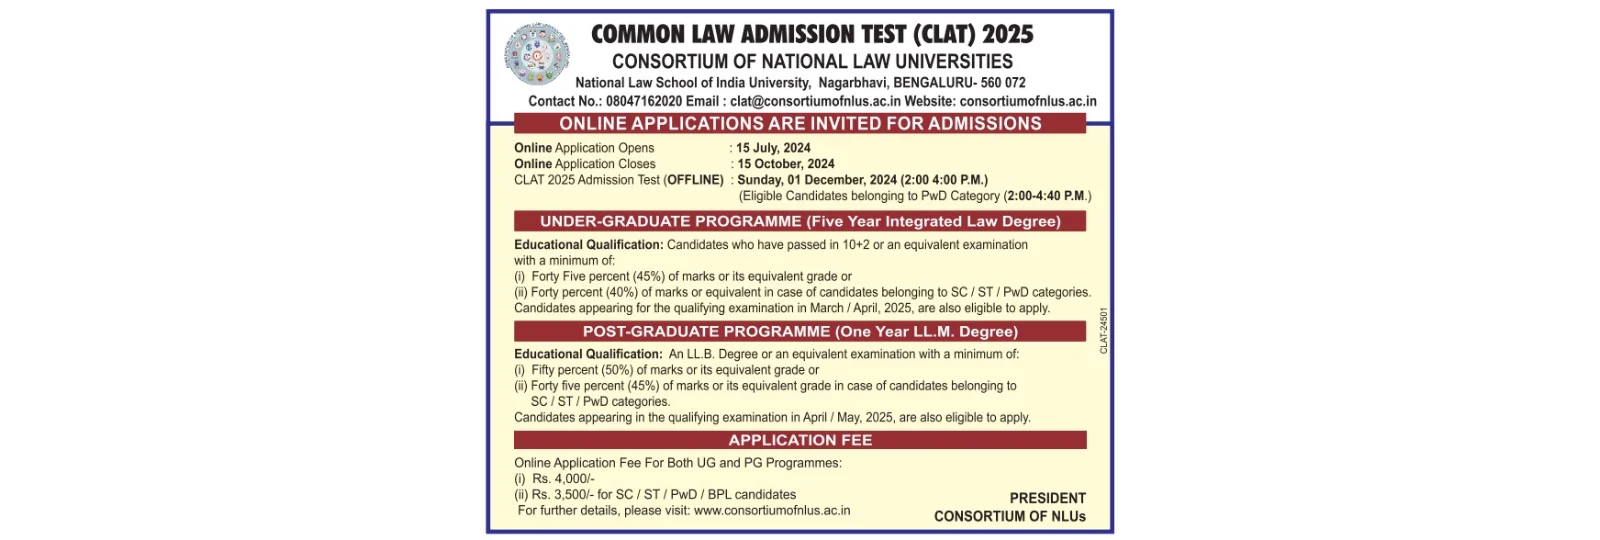 COMMON LAW ADMISSION TEST (CLAT) 2025
CONSORTIUM OF NATIONAL LAW UNIVERSITIES
National Law School of India University, Nagarbhavi, BENGALURU- 560 072
Contact No.: 08047162020 Email : clat@consortiumofnlus.ac.in Website: consortiumofnlus.ac.in
ONLINE APPLICATIONS ARE INVITED FOR ADMISSIONS
Online Application Opens : 15 July, 2024
Online Application Closes : 15 October, 2024
CLAT 2025 Admission Test (OFFLINE) : Sunday, 01 December, 2024 (2:00 4:00 P.M.)
(Eligible Candidates belonging to PwD Category (2:00-4:40 P.M.)
UNDER-GRADUATE PROGRAMME (Five Year Integrated Law Degree)
Educational Qualification: Candidates who have passed in 10+2 or an equivalent examination
with a minimum of:
(i) Forty Five percent (45%) of marks or its equivalent grade or
(ii) Forty percent (40%) of marks or equivalent in case of candidates belonging to SC / ST / PwD categories.
Candidates appearing for the qualifying examination in March / April, 2025, are also eligible to apply.
POST-GRADUATE PROGRAMME (One Year LL.M. Degree)
Educational Qualification: An LL.B. Degree or an equivalent examination with a minimum of:
(i) Fifty percent (50%) of marks or its equivalent grade or
(ii) Forty five percent (45%) of marks or its equivalent grade in case of candidates belonging to
SC / ST / PwD categories.
Candidates appearing in the qualifying examination in April / May, 2025, are also eligible to apply.
APPLICATION FEE
Online Application Fee For Both UG and PG Programmes:
(i) Rs. 4,000/-
(ii) Rs. 3,500/- for SC / ST / PwD / BPL candidates
For further details, please visit: www.consortiumofnlus.ac.in
PRESIDENT
CONSORTIUM OF NLUs
CLAT-24501